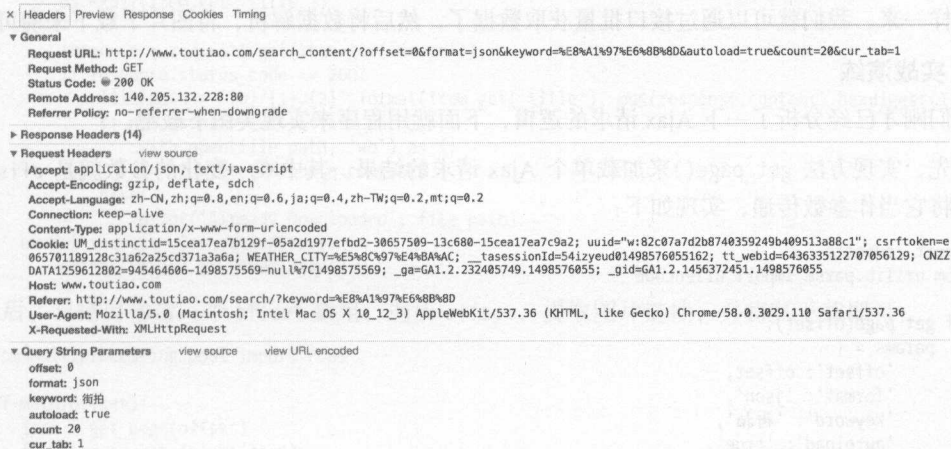 × Headers Preview Response Cookies Timing
▼ General
Request URL: http://www.toutiao.com/search_content/?offset=0&format=json&keyword=%E8%A1%97%E6%8B%8D&autoload=true&count=20&cur_tab=1
Request Method: GET
Status Code: 200 OK
Remote Address: 140.205.132.228:80
Referrer Policy: no-referrer-when-downgrade
▶ Response Headers (14)
▼ Request Headers view source
Accept: application/json, text/javascript
Accept-Encoding: gzip, deflate, sdch
Accept-Language: zh-CN,zh;q=0.8,en;q=0.6,ja;q=0.4,zh-TW;q=0.2,mt;q=0.2
Connection: keep-alive
Content-Type: application/x-www-form-urlencoded
Cookie: UM_distinctid=15cea17ea7b129f-05a2d1977efbd2-30657509-13c680-15cea17ea7c9a2; uuid="w:82c07a7d2b8740359249b409513a88c1"; csrftoken=e
065701189128c31a62a25cd371a3a6a; WEATHER_CITY=%E5%8C%97%E4%BA%AC; __tasessionId=54izyeud01498576055162; tt_webid=6436335122707056129; CNZZ
DATA1259612802=945464606-1498575569-null%7C1498575569; _ga=GA1.2.232405749.1498576055; _gid=GA1.2.1456372451.1498576055
Host: www.toutiao.com
Referer: http://www.toutiao.com/search/?keyword=%E8%A1%97%E6%8B%8D
User-Agent: Mozilla/5.0 (Macintosh; Intel Mac OS X 10_12_3) AppleWebKit/537.36 (KHTML, like Gecko) Chrome/58.0.3029.110 Safari/537.36
X-Requested-With: XMLHttpRequest
▼ Query String Parameters view source view URL encoded
offset: 0
format: json
keyword: 街拍
autoload: true
count: 20
cur_tab: 1